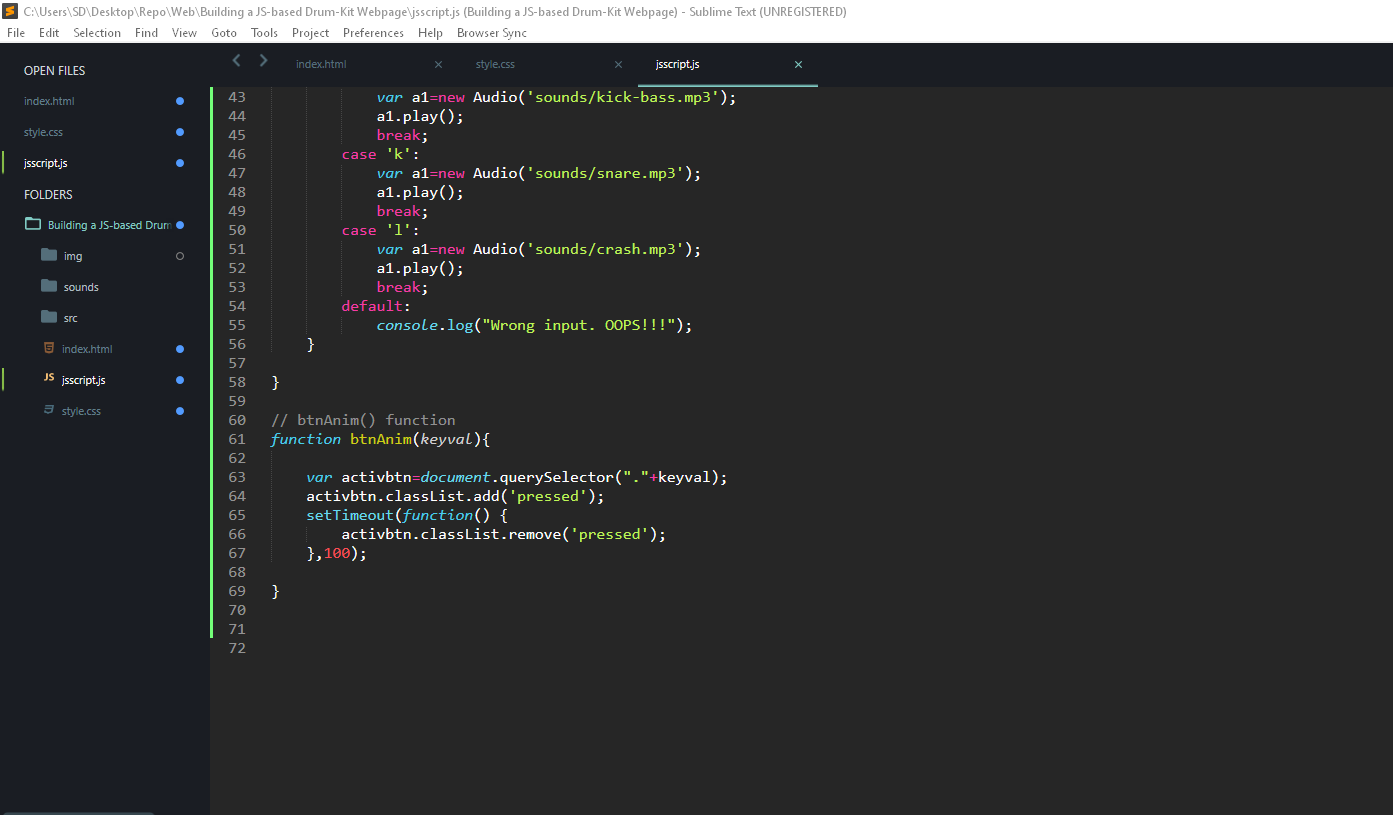 C:\Users\SD\Desktop\Repo\Web\Building a JS-based Drum-Kit Webpage\jsscript.js (Building a JS-based Drum-Kit Webpage) - Sublime Text (UNREGISTERED)
File Edit Selection Find View Goto Tools Project Preferences Help Browser Sync
OPEN FILES
index.html
style.css
jsscript.js
FOLDERS
Building a JS-based Drum
img
sounds
src
index.html
JS jsscript.js
style.css
index.html style.css jsscript.js
43 var a1=new Audio('sounds/kick-bass.mp3');
44 a1.play();
45 break;
46 case 'k':
47 var a1=new Audio('sounds/snare.mp3');
48 a1.play();
49 break;
50 case 'l':
51 var a1=new Audio('sounds/crash.mp3');
52 a1.play();
53 break;
54 default:
55 console.log("Wrong input. OOPS!!!");
56 }
57
58 }
59
60 // btnAnim() function
61 function btnAnim(keyval){
62
63 var activbtn=document.querySelector("."+keyval);
64 activbtn.classList.add('pressed');
65 setTimeout(function() {
66 activbtn.classList.remove('pressed');
67 },100);
68
69 }
70
71
72